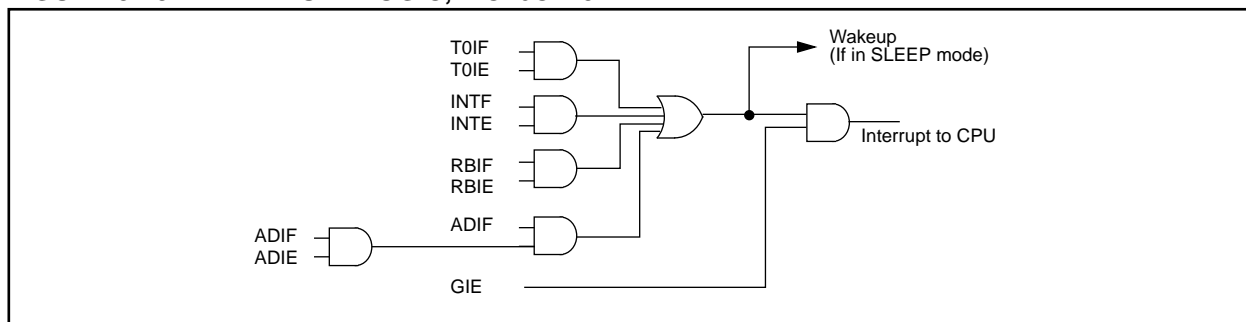 Wakeup
(If in SLEEP mode)
T0IF
T0IE
INTF
INTE
Interrupt to CPU
RBIF
RBIE
ADIF
ADIF
ADIE
GIE